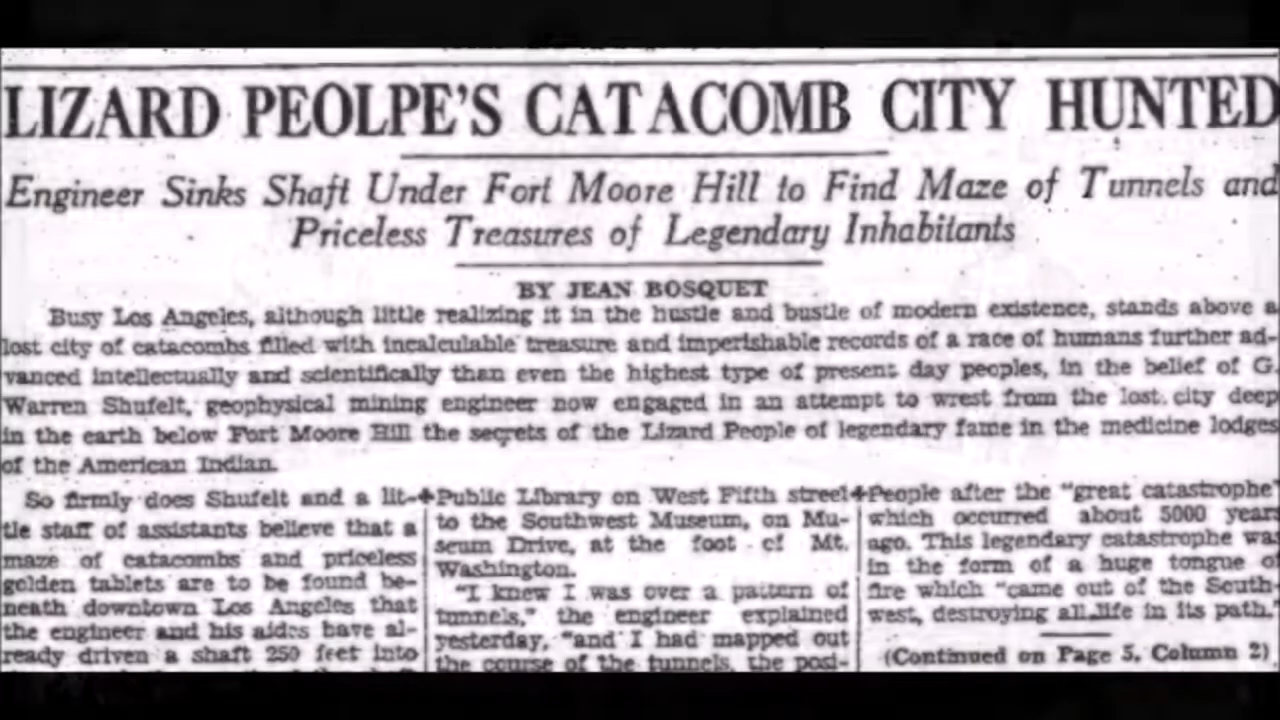 LIZARD PEOLPE'S CATACOMB CITY HUNTED
Engineer Sinks Shaft Under Fort Moore Hill to Find Maze of Tunnels and
Priceless Treasures of Legendary Inhabitants
BY JEAN BOSQUET
Busy Los Angeles, although little realizing it in the hustle and bustle of modern existence, stands above a
lost city of catacombs filled with incalculable treasure and imperishable records of a race of humans further ad-
vanced intellectually and scientifically than even the highest type of present day peoples, in the belief of G.
Warren Shufelt, geophysical mining engineer now engaged in an attempt to wrest from the lost city deep
in the earth below Fort Moore Hill the secrets of the Lizard People of legendary fame in the medicine lodges
of the American Indian.
So firmly does Shufelt and a lit-
tle staff of assistants believe that a
maze of catacombs and priceless
golden tablets are to be found be-
neath downtown Los Angeles that
the engineer and his aides have al-
ready driven a shaft 250 feet into
Public Library on West Fifth street
to the Southwest Museum, on Mu-
seum Drive, at the foot of Mt.
Washington.
"I knew I was over a pattern of
tunnels," the engineer explained
yesterday, "and I had mapped out
the course of the tunnels, the posi-
People after the "great catastrophe"
which occurred about 5000 years
ago. This legendary catastrophe was
in the form of a huge tongue of
fire which "came out of the South-
west, destroying all life in its path,"
(Continued on Page 5, Column 2)